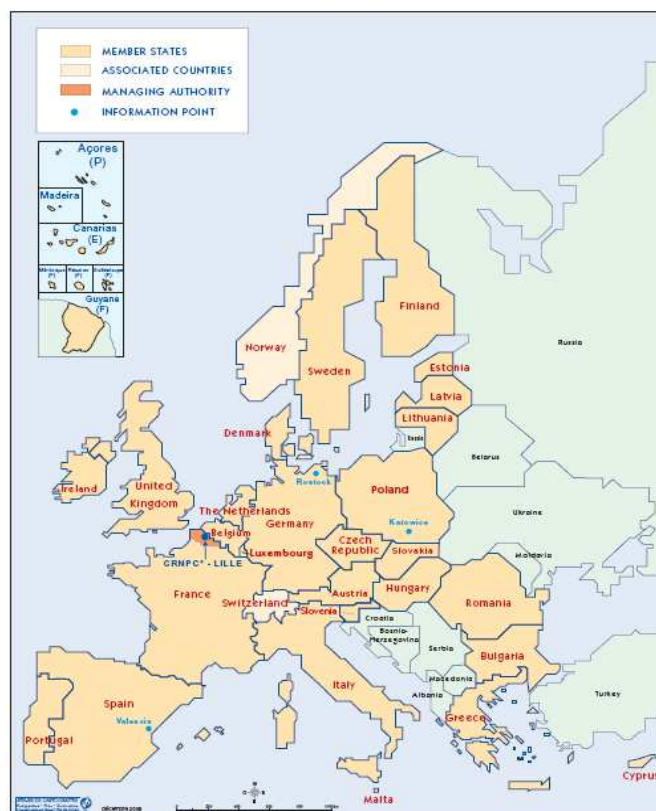 MEMBER STATES
ASSOCIATED COUNTRIES
MANAGING AUTHORITY
INFORMATION POINT
Açores
(P)
Madeira
Canarias
(E)
Guyane
(F)
Finland
Norway
Sweden
Russia
Estonia
Latvia
Lithuania
Russia
Denmark
Belarus
Ireland
United
Kingdom
Rostock
The Netherlands
Germany
Poland
Belgium
Katowice
Ukraine
Luxembourg
Czech
Republic
Slovakia
CRNPC* - LILLE
Moldavia
France
Switzerland
Austria
Hungary
Romania
Slovenia
Croatia
Bosnia-
Herzegovina
Serbia
Bulgaria
Spain
Italy
Macedonia
Albania
Turkey
Portugal
Valencia
Greece
Cyprus
Malta